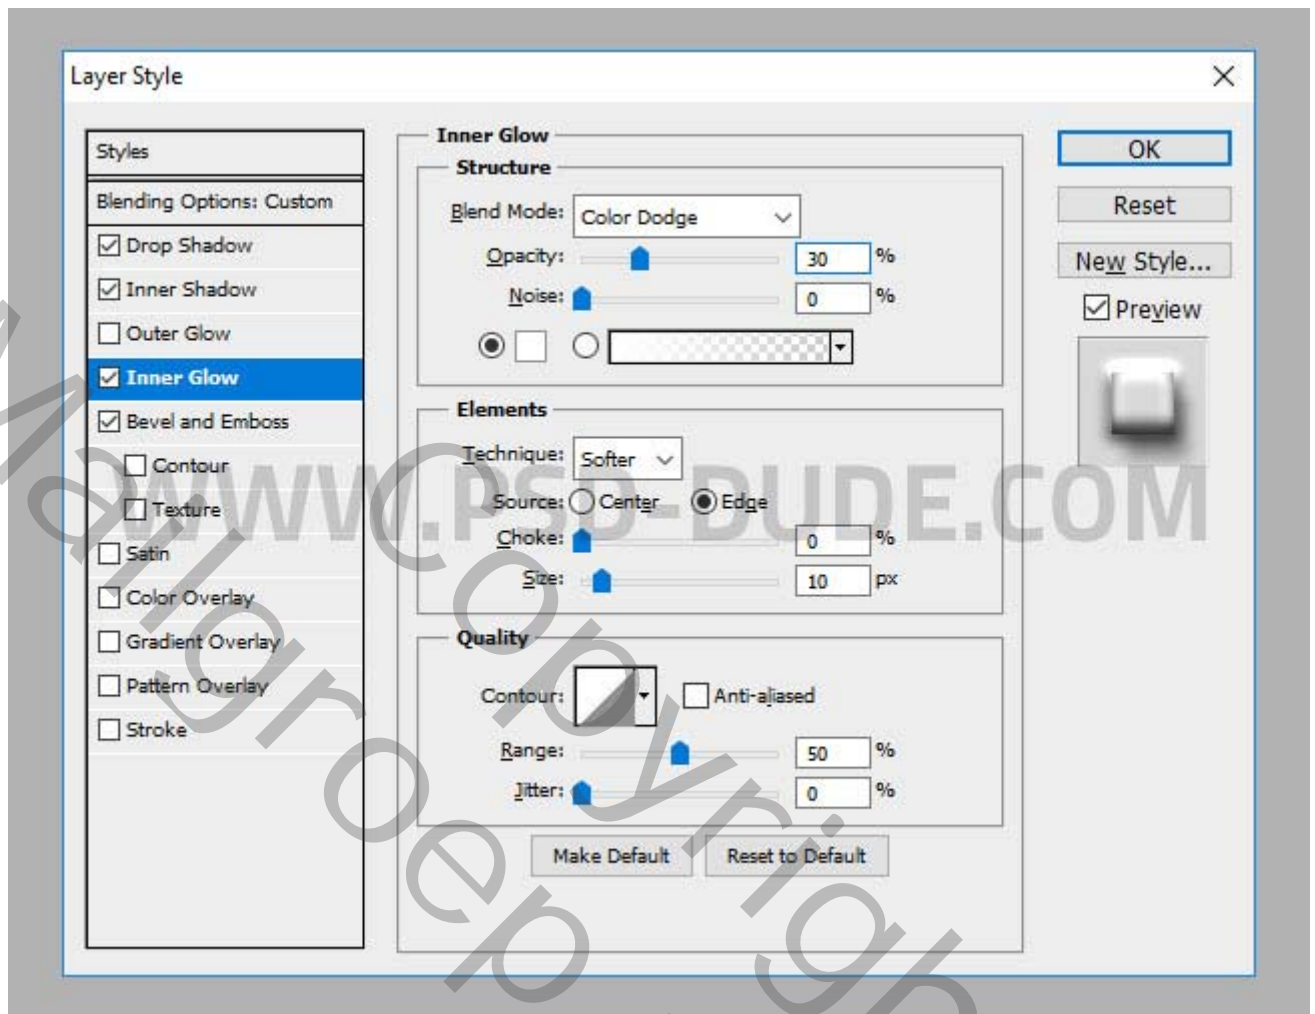 Layer Style
Styles
Blending Options: Custom
Drop Shadow
Inner Shadow
Outer Glow
Inner Glow
Bevel and Emboss
Contour
Texture
Satin
Color Overlay
Gradient Overlay
Pattern Overlay
Stroke
Inner Glow
Structure
Blend Mode: Color Dodge
Opacity: 30 %
Noise: 0 %
Elements
Technique: Softer
Source: Center Edge
Choke: 0 %
Size: 10 px
Quality
Contour: Anti-aliased
Range: 50 %
Jitter: 0 %
Make Default Reset to Default
OK
Reset
New Style...
Preview
WWW.PSD-DUDE.COM
Copyright
Mailgroep